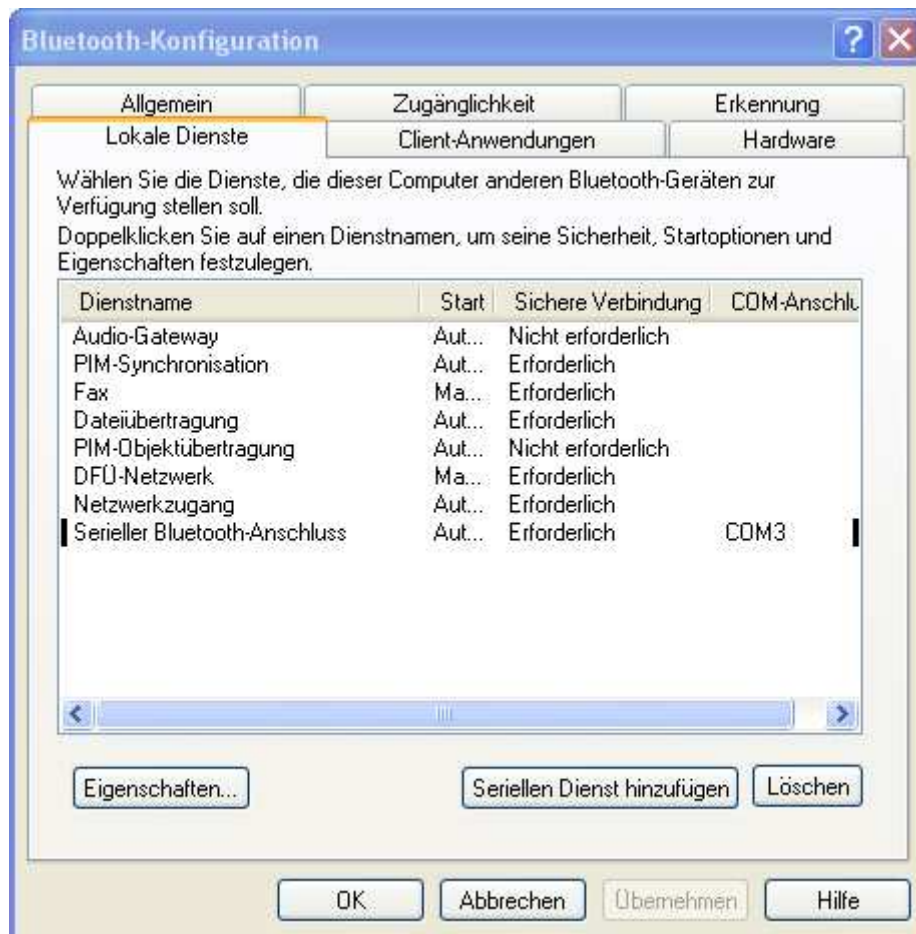 Bluetooth-Konfiguration
Allgemein Zugänglichkeit Erkennung
Lokale Dienste Client-Anwendungen Hardware
Wählen Sie die Dienste, die dieser Computer anderen Bluetooth-Geräten zur
Verfügung stellen soll.
Doppelklicken Sie auf einen Dienstnamen, um seine Sicherheit, Startoptionen und
Eigenschaften festzulegen.
Dienstname Start Sichere Verbindung COM-Anschlu
Audio-Gateway Aut... Nicht erforderlich
PIM-Synchronisation Aut... Erforderlich
Fax Ma... Erforderlich
Dateiübertragung Aut... Erforderlich
PIM-Objektübertragung Aut... Nicht erforderlich
DFÜ-Netzwerk Ma... Erforderlich
Netzwerkzugang Aut... Erforderlich
Serieller Bluetooth-Anschluss Aut... Erforderlich COM3
Eigenschaften... Seriellen Dienst hinzufügen Löschen
OK Abbrechen Übernehmen Hilfe